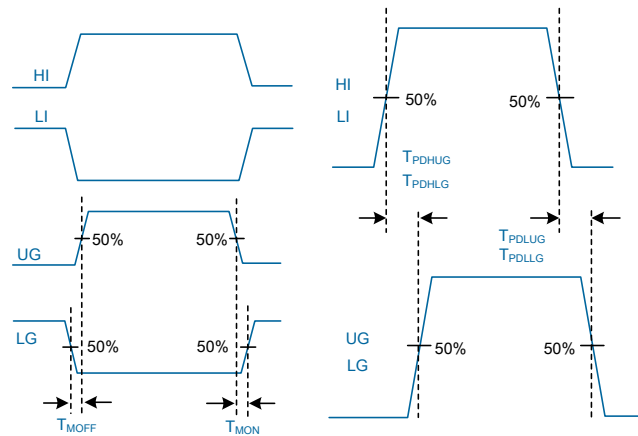 HI
LI
UG
50%
50%
LG
50%
50%
TMOFF
TMON
HI
LI
50%
50%
TPDHUG
TPDHLG
TPDLUG
TPDLLG
UG
LG
50%
50%